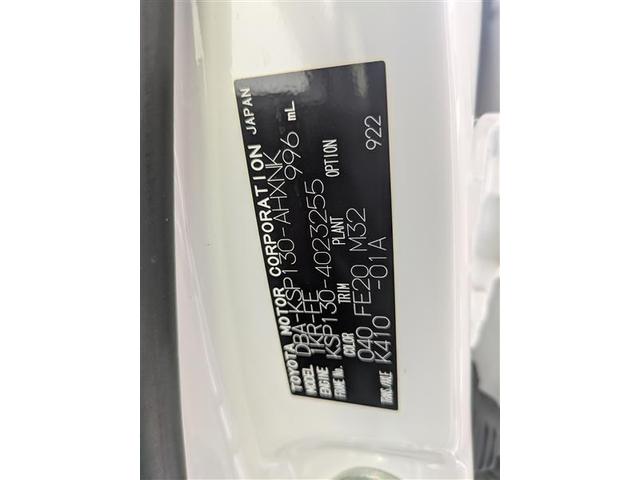 TOYOTA MOTOR CORPORATION JAPAN
MODEL DBA-KSP130-AHXNK
ENGINE 1KR-FE 996 mL
FRAME No. KSP130-4023255
COLOR TRIM PLANT OPTION
040 FE20 M32 922
TRANS./AXLE K410 -01A